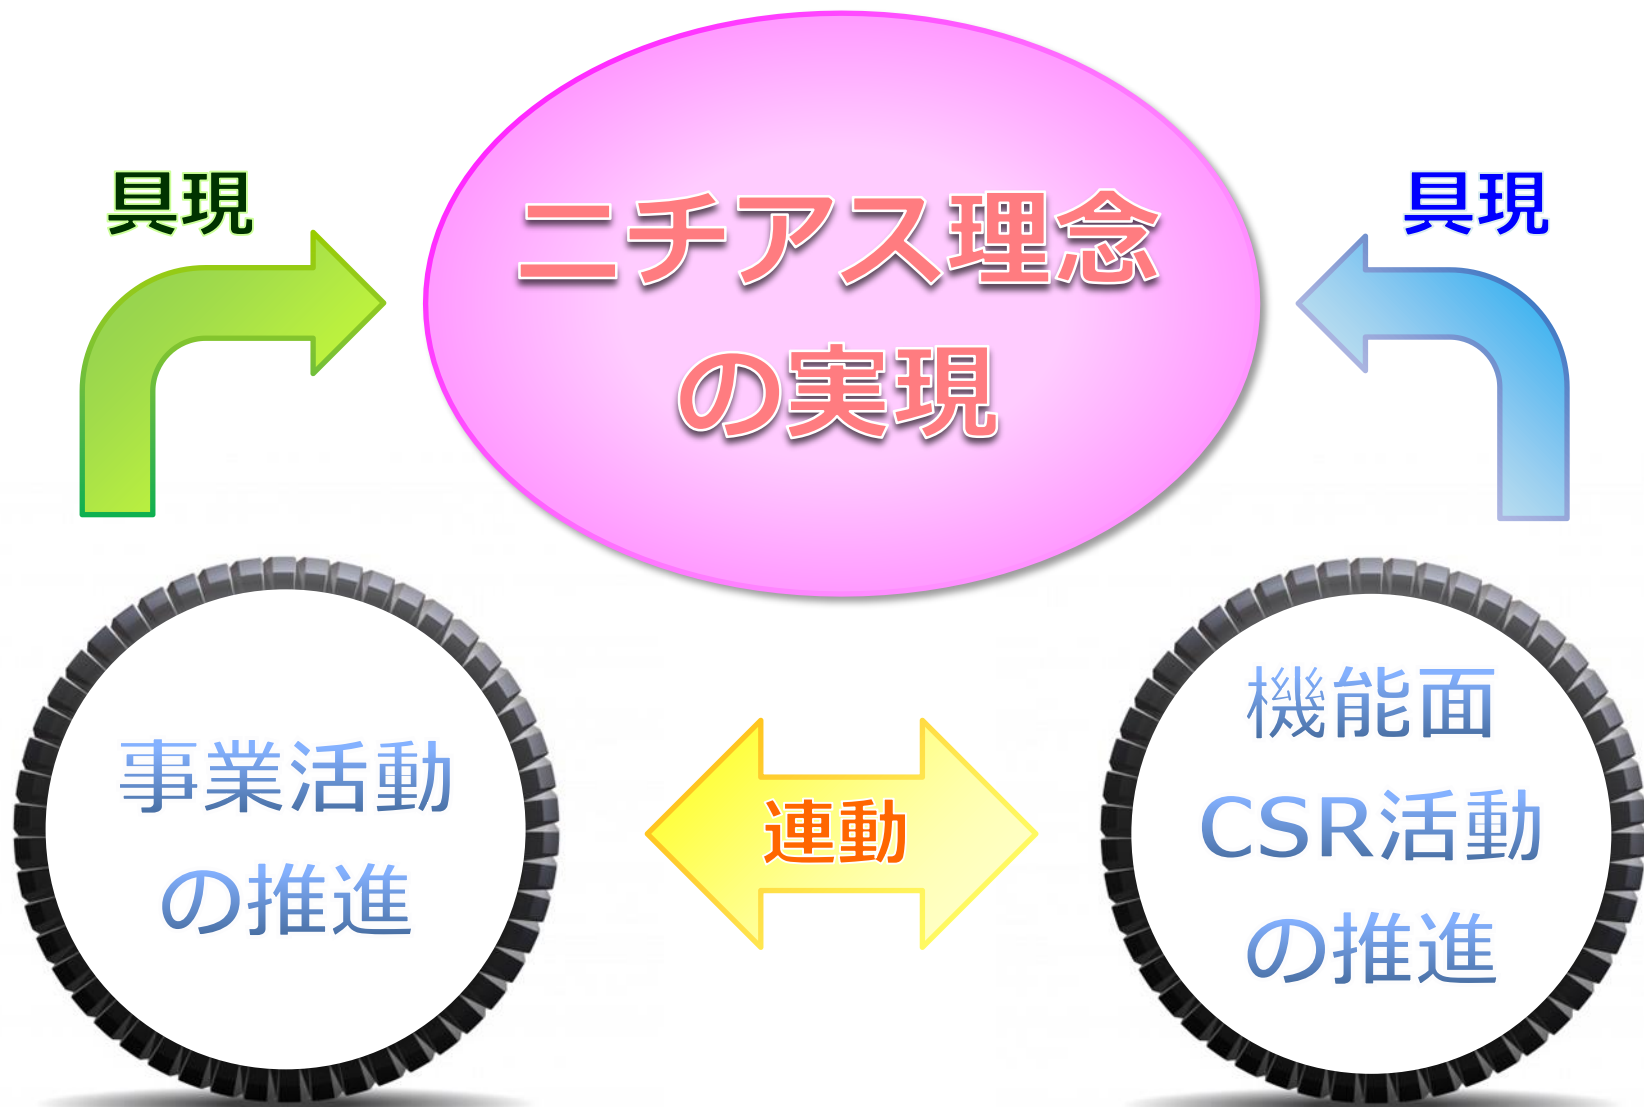 具現
ニチアス理念
の実現
具現
事業活動
の推進
連動
機能面
CSR活動
の推進